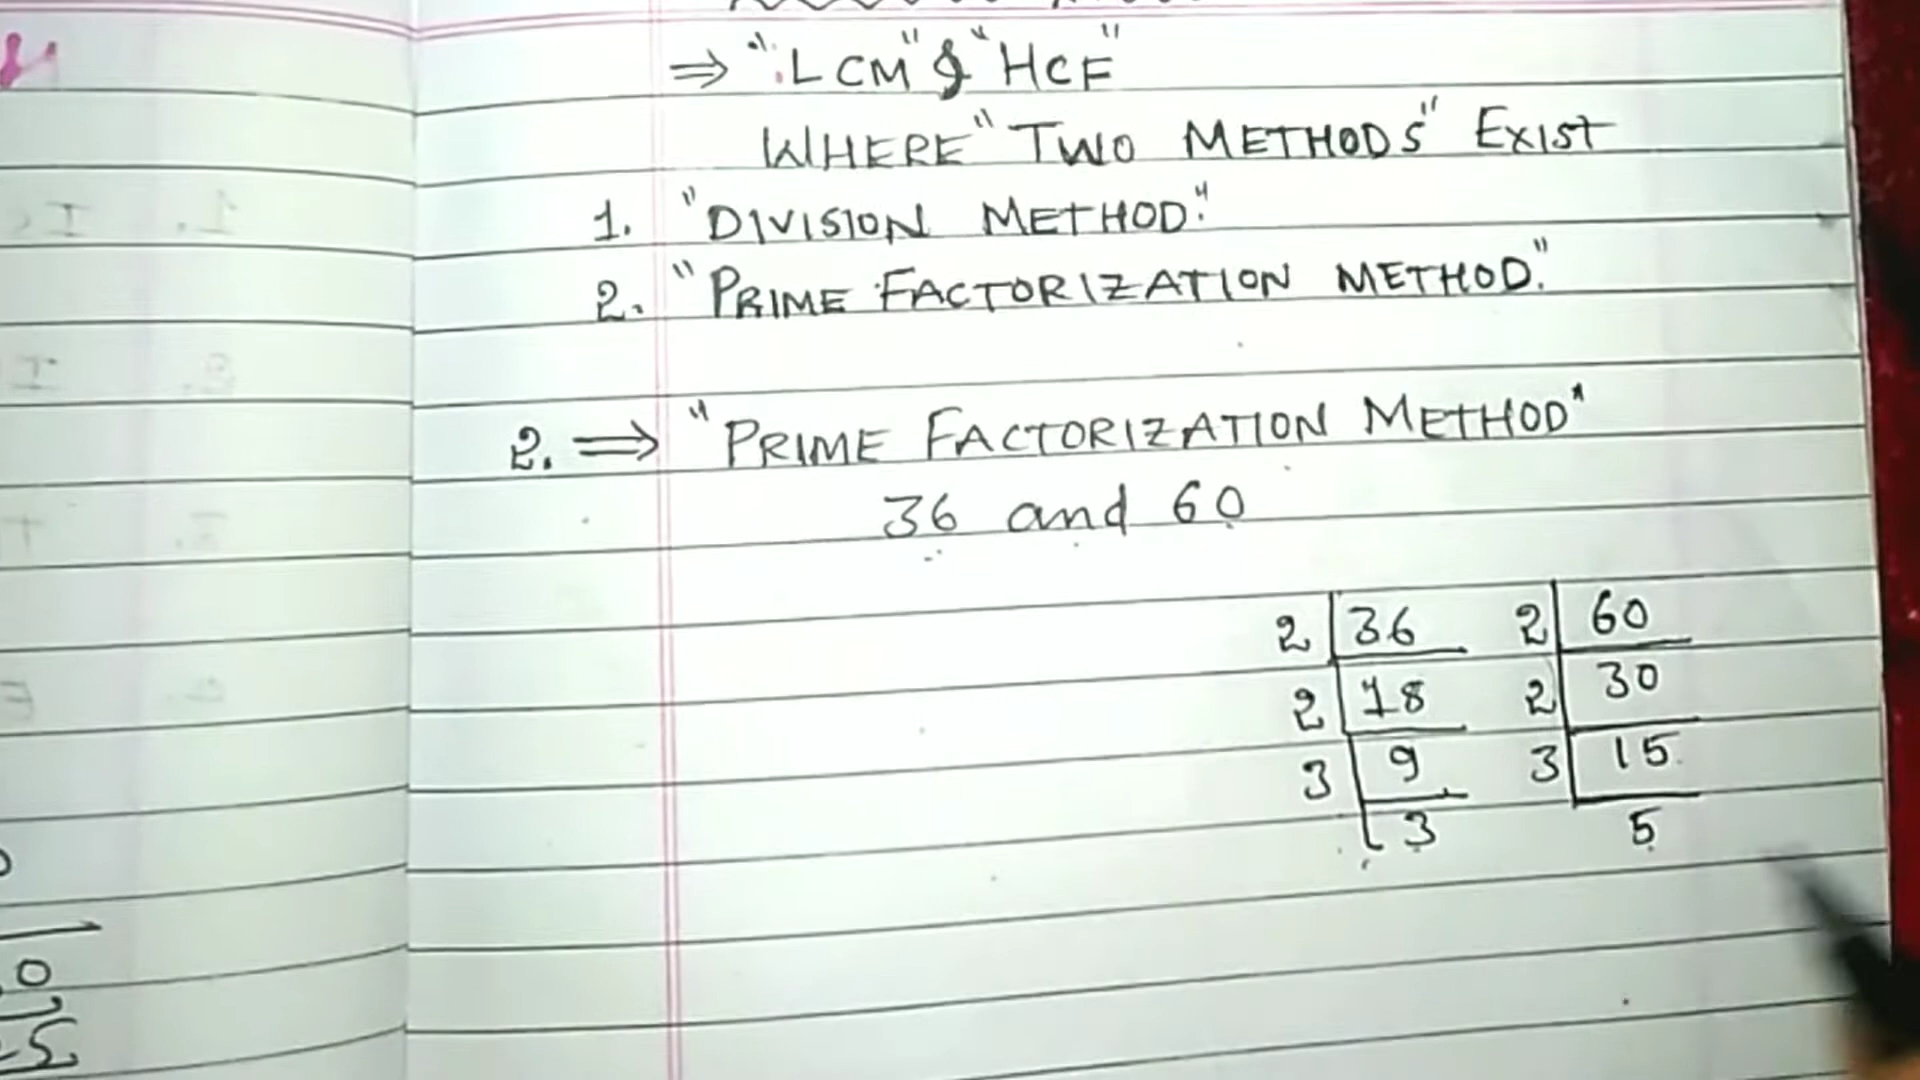 ⇒ "LCM" & "HCF"
WHERE "TWO METHODS" EXIST
1. "DIVISION METHOD."
2. "PRIME FACTORIZATION METHOD."
2. ⇒ "PRIME FACTORIZATION METHOD"
36 and 60
2 36 2 60
2 18 2 30
3 9 3 15
3 5